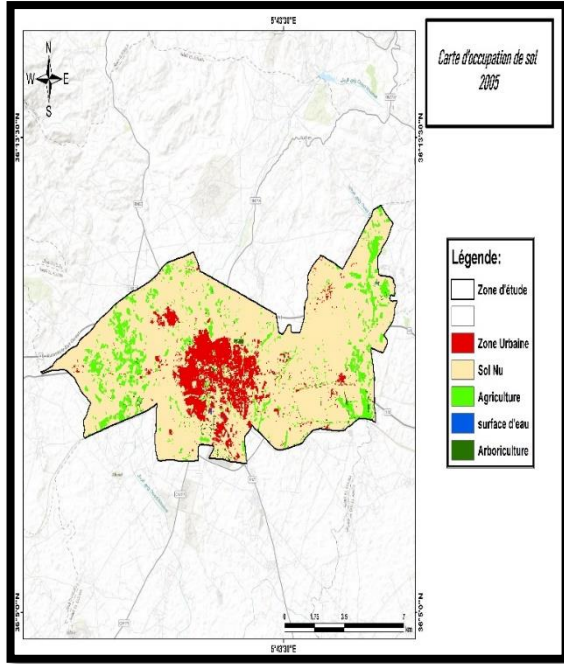 5°43'30"E
Carte d'occupation de sol
2005
N
W E
S
36°13'30"N
36°13'30"N
Légende:
Zone d'étude
Zone Urbaine
Sol Nu
Agriculture
surface d'eau
Arboriculture
36°5'0"N
36°5'0"N
0 1,75 3,5 7
5°43'30"E